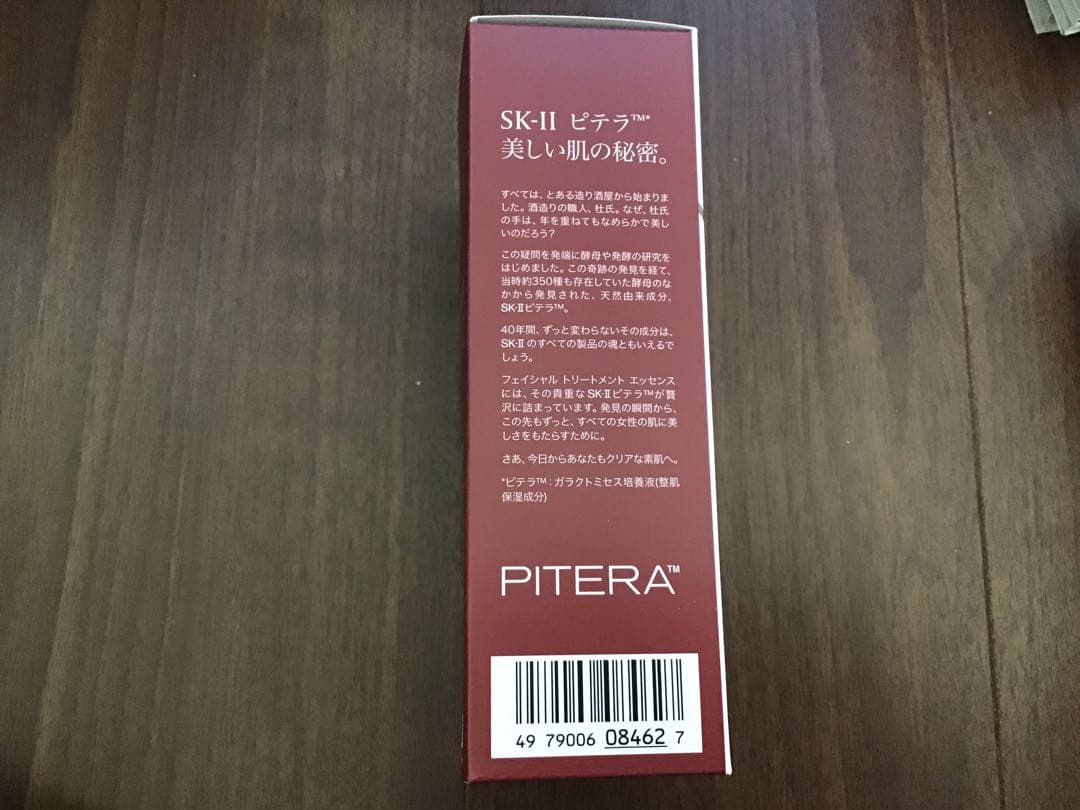 SK-II ピテラ™*
美しい肌の秘密。
すべては、とある造り酒屋から始まりま
した。酒造りの職人、杜氏。なぜ、杜氏
の手は、年を重ねてもなめらかで美し
いのだろう?
この疑問を発端に酵母や発酵の研究を
はじめました。この奇跡の発見を経て、
当時約350種も存在していた酵母のな
かから発見された、天然由来成分、
SK-IIピテラ™。
40年間、ずっと変わらないその成分は、
SK-II のすべての製品の魂ともいえるで
しょう。
フェイシャル トリートメント エッセンス
には、その貴重な SK-IIピテラ™が贅
沢に詰まっています。発見の瞬間から、
この先もずっと、すべての女性の肌に美
しさをもたらすために。
さあ、今日からあなたもクリアな素肌へ。
*ピテラ™：ガラクトミセス培養液(整肌
保湿成分)
PITERA™
49 79006 08462 7